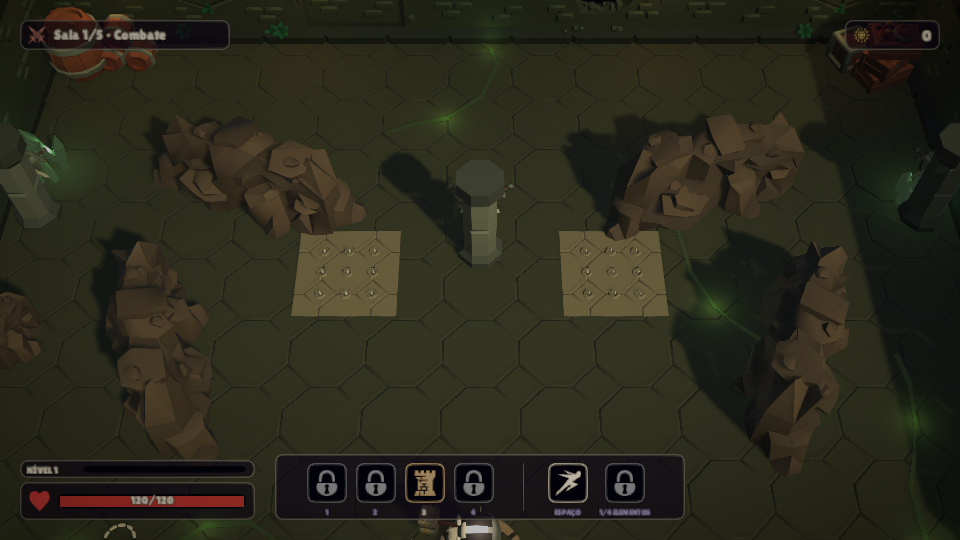 Sala 1/5 - Combate
0
NÍVEL 1
120/120
1
2
3
4
ESPAÇO
1/4 ELEMENTOS